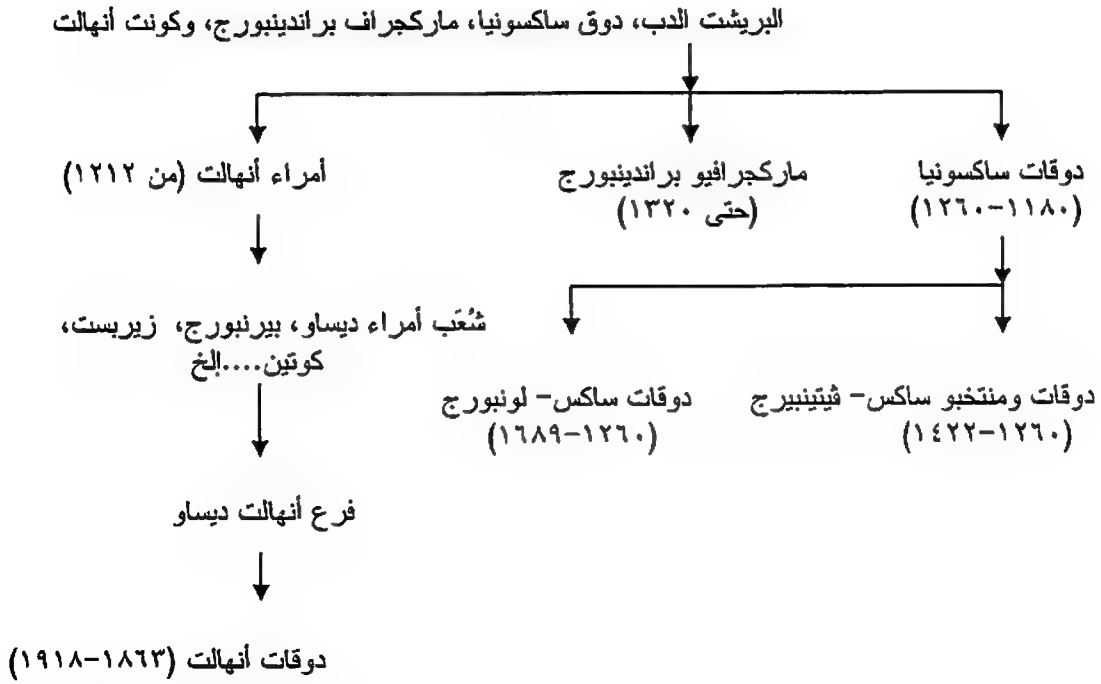 البريشت الدب، دوق ساكسونيا، ماركجراف براندينبورج، وكونت أنهالت
دوقات ساكسونيا
(١١٨٠-١٢٦٠)
ماركجرافيو براندينبورج
(حتى ١٣٢٠)
أمراء أنهالت (من ١٢١٢)
شُعَب أمراء ديساو، بيرنبورج، زيربست،
كوتين....إلخ
دوقات ومنتخبو ساكس- ڤيتينبيرج
(١٢٦٠-١٤٢٢)
دوقات ساكس- لونبورج
(١٢٦٠-١٦٨٩)
فرع أنهالت ديساو
دوقات أنهالت (١٨٦٣-١٩١٨)